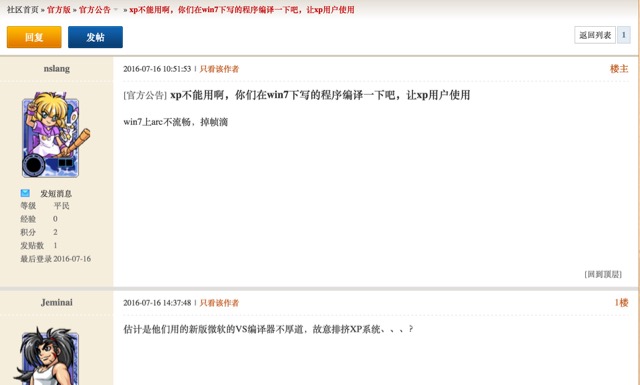 社区首页 » 官方版 » 官方公告 » xp不能用啊，你们在win7下写的程序编译一下吧，让xp用户使用
回复 发帖 返回列表 1
nslang 2016-07-16 10:51:53 | 只看该作者 楼主
[官方公告] xp不能用啊，你们在win7下写的程序编译一下吧，让xp用户使用
win7上arc不流畅．掉帧滴
发短消息
等级 平民
经验 0
积分 2
发贴数 1
最后登录 2016-07-16
[回到顶层]
Jeminai 2016-07-16 14:37:48 | 只看该作者 1楼
估计是他们用的新版微软的VS编译器不厚道．故意排挤XP系统、、、？